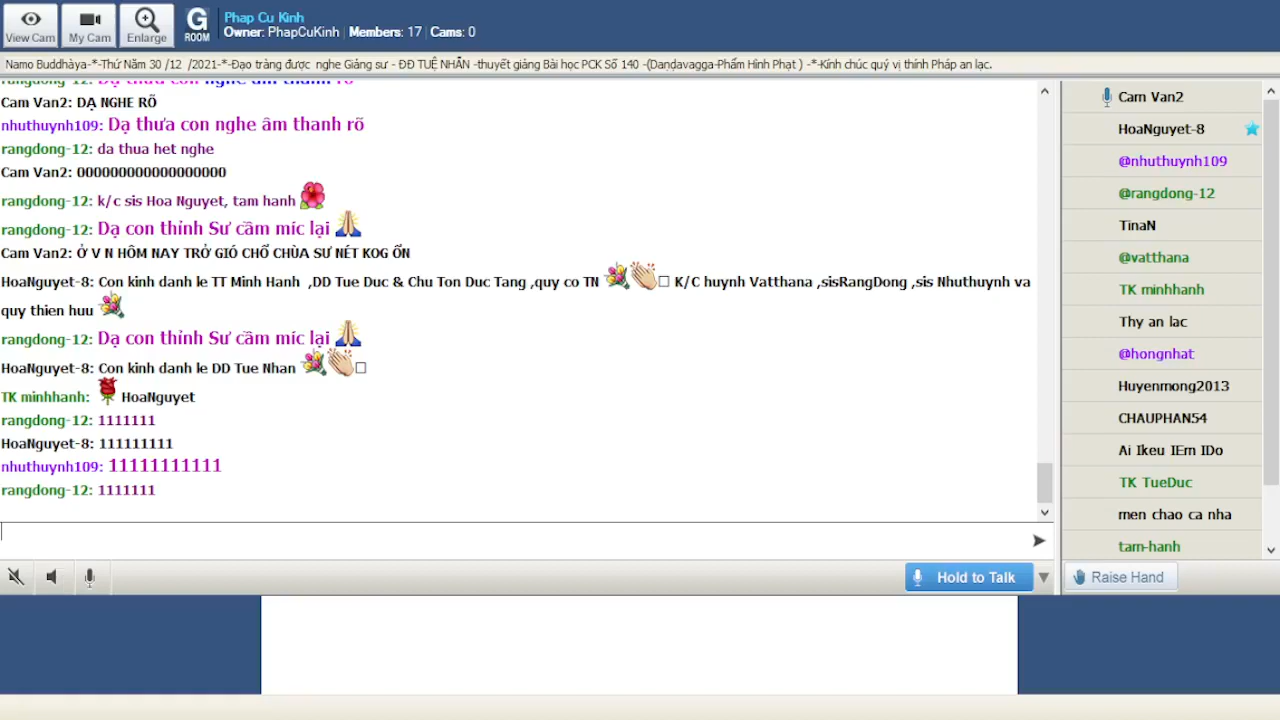 View Cam
My Cam
Enlarge
G
ROOM
Phap Cu Kinh
Owner: PhapCuKinh | Members: 17 | Cams: 0
Namo Buddhàya-*-Thứ Năm 30 /12 /2021-*-Đạo tràng được nghe Giảng sư - ĐĐ TUỆ NHẪN -thuyết giảng Bài học PCK Số 140 -(Daṇḍavagga-Phẩm Hình Phạt ) -*-Kính chúc quý vị thính Pháp an lạc.
Cam Van2: DẠ NGHE RÕ
nhuthuynh109: Dạ thưa con nghe âm thanh rõ
rangdong-12: da thua het nghe
Cam Van2: 000000000000000000
rangdong-12: k/c sis Hoa Nguyet, tam hanh
rangdong-12: Dạ con thỉnh Sư cầm míc lại
Cam Van2: Ở V N HÔM NAY TRỞ GIÓ CHỔ CHÙA SƯ NÉT KOG ỔN
HoaNguyet-8: Con kinh danh le TT Minh Hanh ,DD Tue Duc & Chu Ton Duc Tang ,quy co TN K/C huynh Vatthana ,sisRangDong ,sis Nhuthuynh va
quy thien huu
rangdong-12: Dạ con thỉnh Sư cầm míc lại
HoaNguyet-8: Con kinh danh le DD Tue Nhan
TK minhhanh: HoaNguyet
rangdong-12: 1111111
HoaNguyet-8: 111111111
nhuthuynh109: 11111111111
rangdong-12: 1111111
Hold to Talk
Cam Van2
HoaNguyet-8
@nhuthuynh109
@rangdong-12
TinaN
@vatthana
TK minhhanh
Thy an lac
@hongnhat
Huyenmong2013
CHAUPHAN54
Ai Ikeu IEm IDo
TK TueDuc
men chao ca nha
tam-hanh
Raise Hand